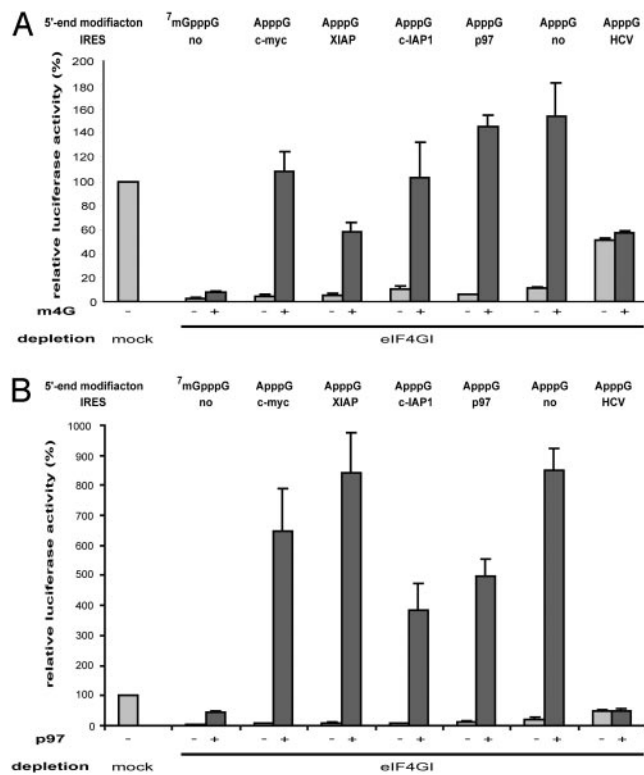 A
5'-end modifiacton 7mGpppG ApppG ApppG ApppG ApppG ApppG ApppG
IRES no c-myc XIAP c-IAP1 p97 no HCV
relative luciferase activity (%)
200
180
160
140
120
100
80
60
40
20
0
m4G - - + - + - + - + - + - + - +
depletion mock eIF4GI
B
5'-end modifiacton 7mGpppG ApppG ApppG ApppG ApppG ApppG ApppG
IRES no c-myc XIAP c-IAP1 p97 no HCV
relative luciferase activity (%)
1000
900
800
700
600
500
400
300
200
100
0
p97 - - + - + - + - + - + - + - +
depletion mock eIF4GI